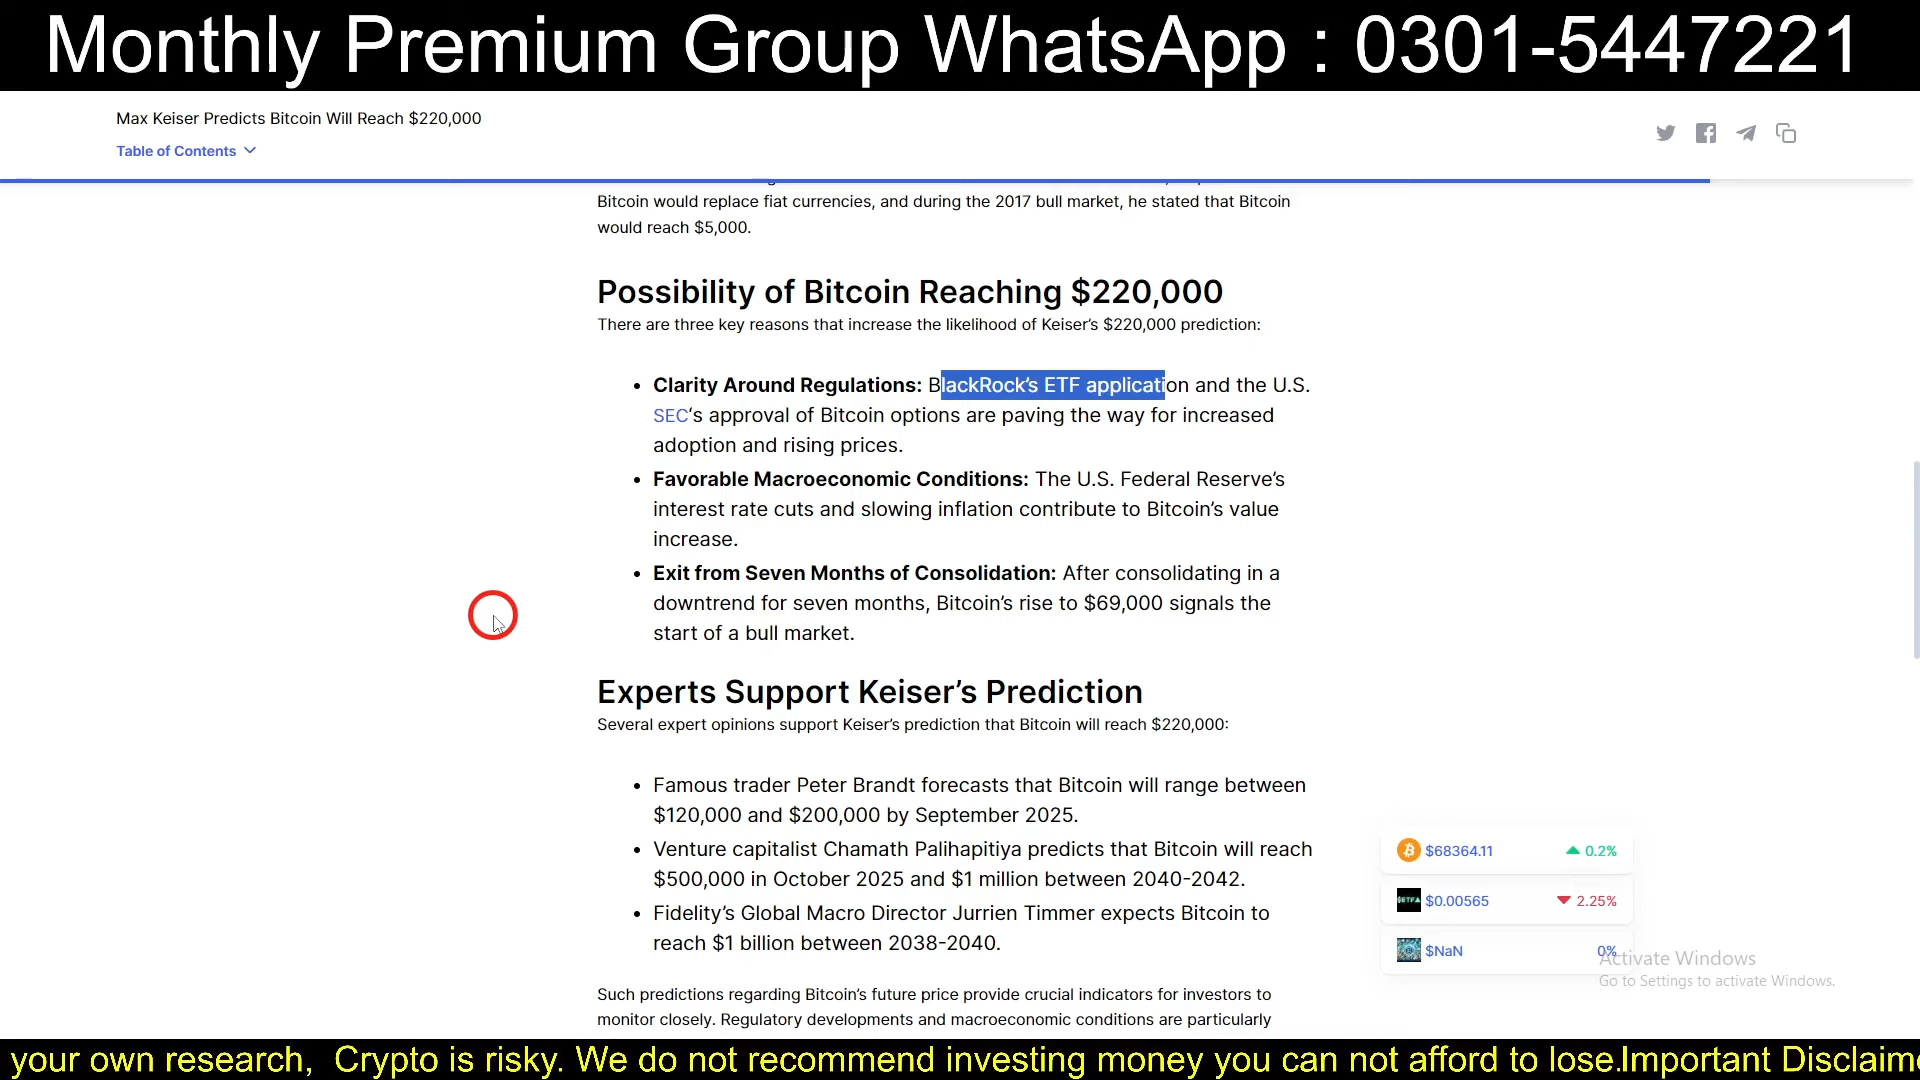 Monthly Premium Group WhatsApp : 0301-5447221
Max Keiser Predicts Bitcoin Will Reach $220,000
Table of Contents
Bitcoin would replace fiat currencies, and during the 2017 bull market, he stated that Bitcoin
would reach $5,000.
Possibility of Bitcoin Reaching $220,000
There are three key reasons that increase the likelihood of Keiser’s $220,000 prediction:
• Clarity Around Regulations: BlackRock’s ETF application and the U.S.
SEC‘s approval of Bitcoin options are paving the way for increased
adoption and rising prices.
• Favorable Macroeconomic Conditions: The U.S. Federal Reserve’s
interest rate cuts and slowing inflation contribute to Bitcoin’s value
increase.
• Exit from Seven Months of Consolidation: After consolidating in a
downtrend for seven months, Bitcoin’s rise to $69,000 signals the
start of a bull market.
Experts Support Keiser’s Prediction
Several expert opinions support Keiser’s prediction that Bitcoin will reach $220,000:
• Famous trader Peter Brandt forecasts that Bitcoin will range between
$120,000 and $200,000 by September 2025.
• Venture capitalist Chamath Palihapitiya predicts that Bitcoin will reach
$500,000 in October 2025 and $1 million between 2040-2042.
• Fidelity’s Global Macro Director Jurrien Timmer expects Bitcoin to
reach $1 billion between 2038-2040.
Such predictions regarding Bitcoin’s future price provide crucial indicators for investors to
monitor closely. Regulatory developments and macroeconomic conditions are particularly
$68364.11 0.2%
$ETFA $0.00565 2.25%
$NaN 0%
Activate Windows
Go to Settings to activate Windows.
your own research, Crypto is risky. We do not recommend investing money you can not afford to lose.Important Disclaime